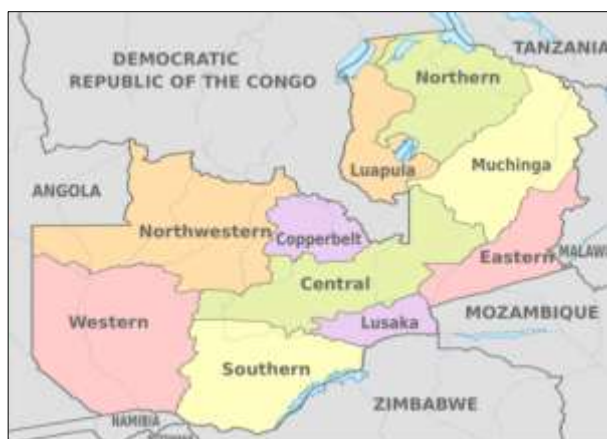 DEMOCRATIC
REPUBLIC OF THE CONGO
TANZANIA
Northern
Luapula
Muchinga
ANGOLA
Northwestern
Copperbelt
Eastern
MALAWI
Central
Western
Lusaka
MOZAMBIQUE
Southern
ZIMBABWE
NAMIBIA